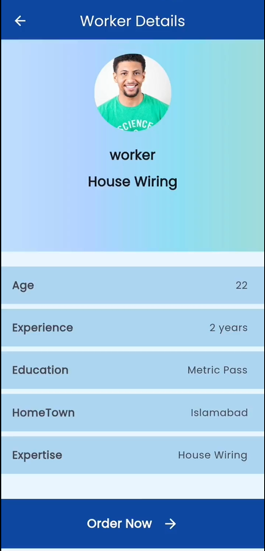 Worker Details
SCIENCE
worker
House Wiring
Age 22
Experience 2 years
Education Metric Pass
HomeTown Islamabad
Expertise House Wiring
Order Now